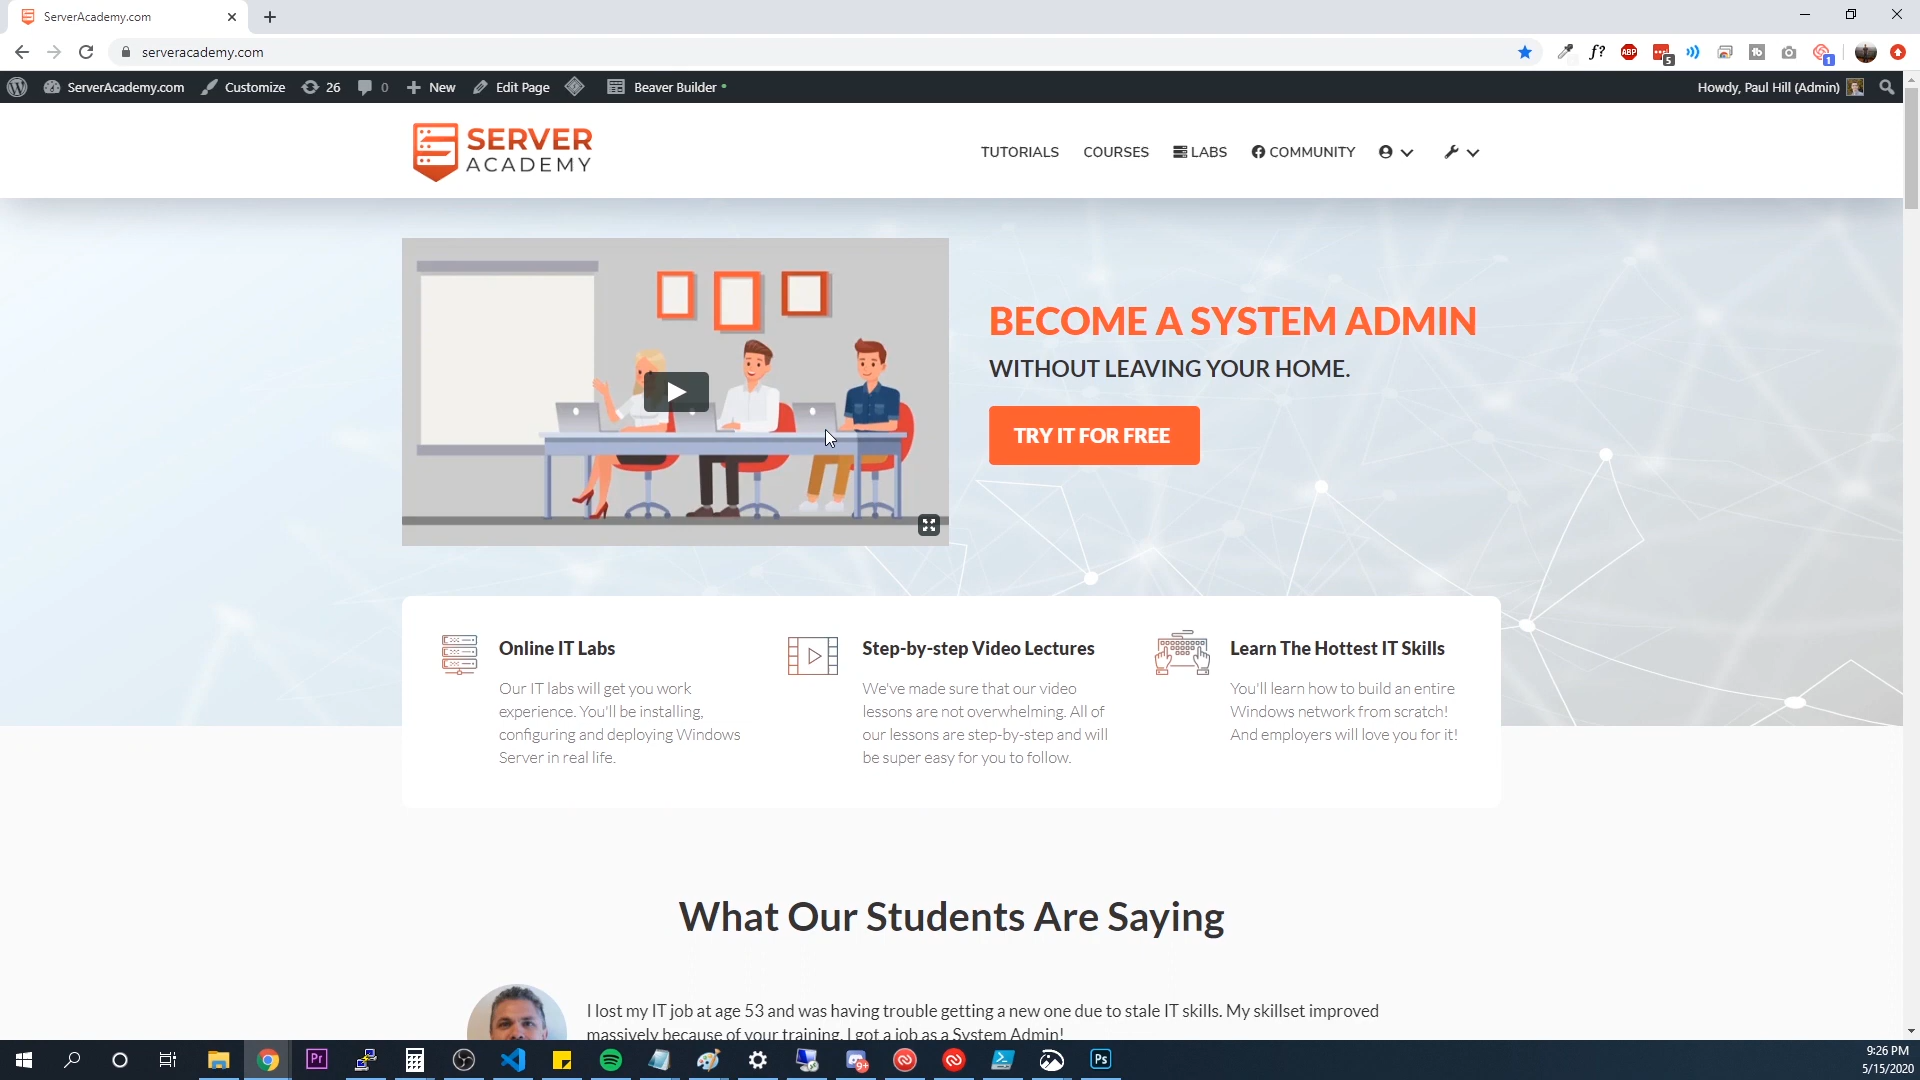 ServerAcademy.com
serveracademy.com
f?
ABP
5
tb
1
ServerAcademy.com
Customize
26
0
New
Edit Page
Beaver Builder
Howdy, Paul Hill (Admin)
SERVER
ACADEMY
TUTORIALS
COURSES
LABS
COMMUNITY
BECOME A SYSTEM ADMIN
WITHOUT LEAVING YOUR HOME.
TRY IT FOR FREE
Online IT Labs
Our IT labs will get you work
experience. You'll be installing,
configuring and deploying Windows
Server in real life.
Step-by-step Video Lectures
We've made sure that our video
lessons are not overwhelming. All of
our lessons are step-by-step and will
be super easy for you to follow.
Learn The Hottest IT Skills
You'll learn how to build an entire
Windows network from scratch!
And employers will love you for it!
What Our Students Are Saying
I lost my IT job at age 53 and was having trouble getting a new one due to stale IT skills. My skillset improved
massively because of your training. I got a job as a System Admin!
Pr
9+
Ps
9:26 PM
5/15/2020